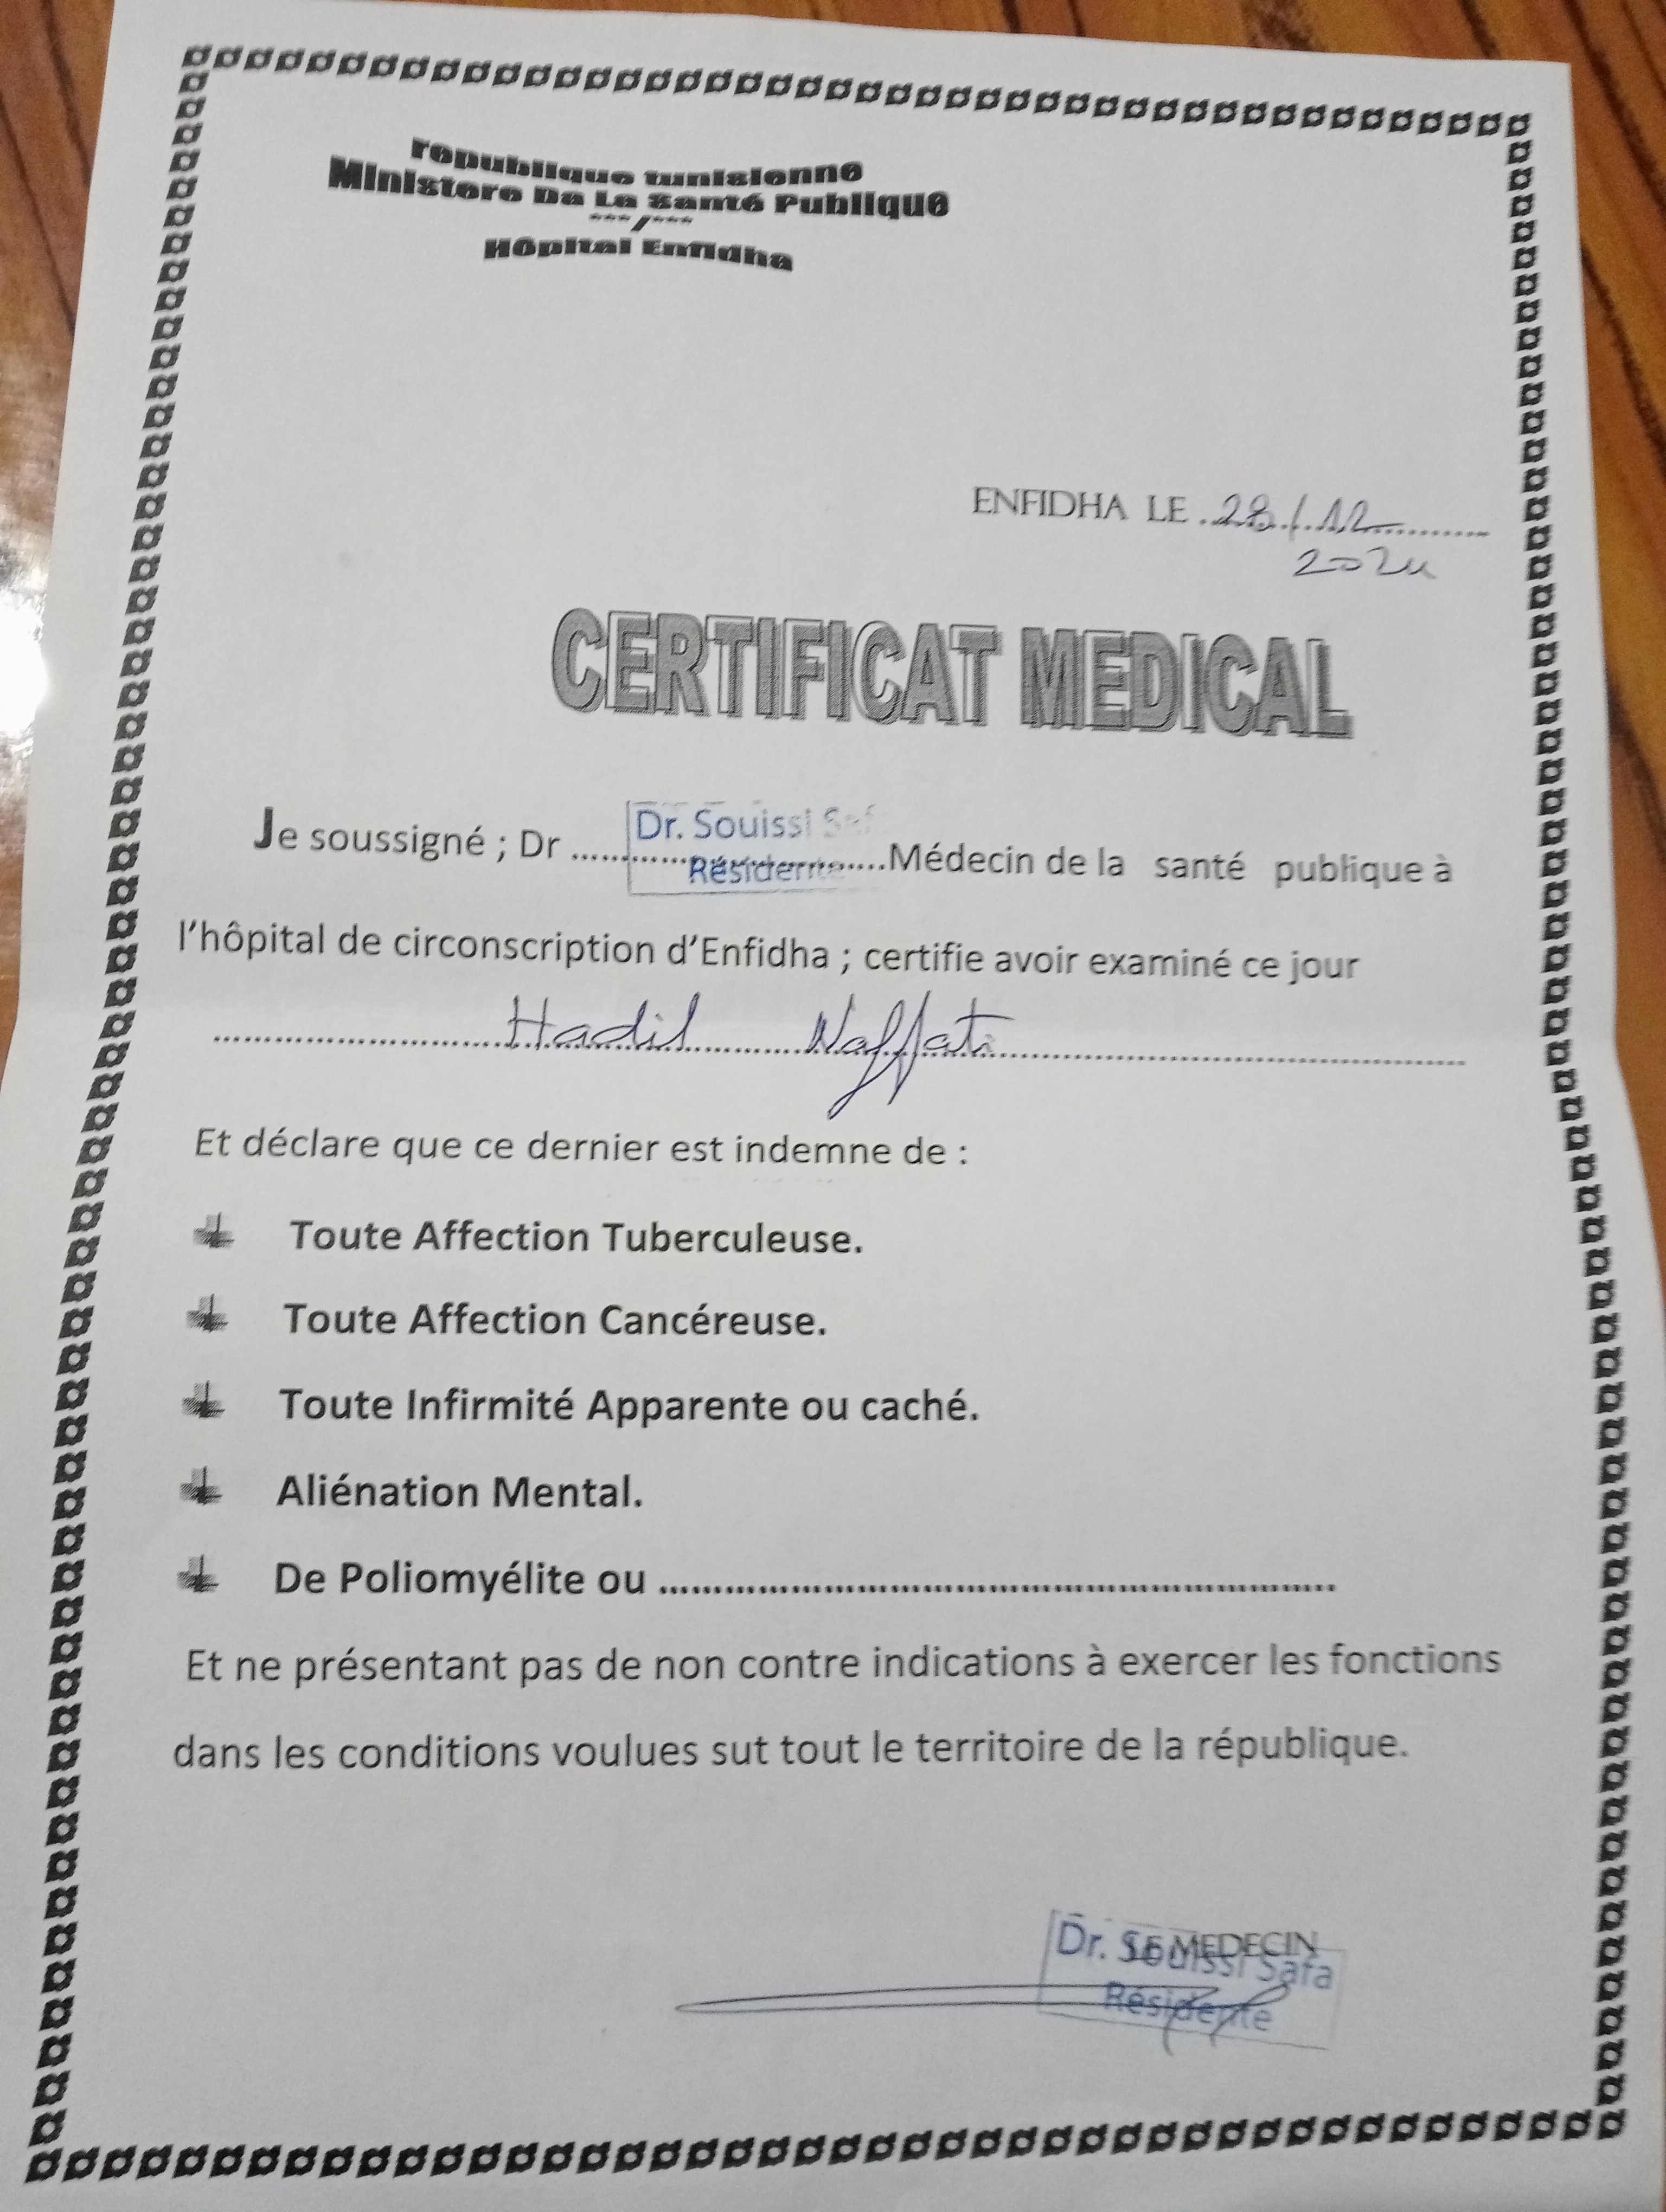 republique tunisienne
Ministere De La Santé Publique
---/---
Hôpital Enfidha
ENFIDHA LE 28/12
2024
CERTIFICAT MEDICAL
Je soussigné ; Dr ........ Dr. Souissi Saf ........Médecin de la santé publique à
Résidente
l'hôpital de circonscription d'Enfidha ; certifie avoir examiné ce jour
Hadil Naffati
Et déclare que ce dernier est indemne de :
Toute Affection Tuberculeuse.
Toute Affection Cancéreuse.
Toute Infirmité Apparente ou caché.
Aliénation Mental.
De Poliomyélite ou ........................................
Et ne présentant pas de non contre indications à exercer les fonctions
dans les conditions voulues sut tout le territoire de la république.
LE MEDECIN
Dr. Souissi Safa
Résidente